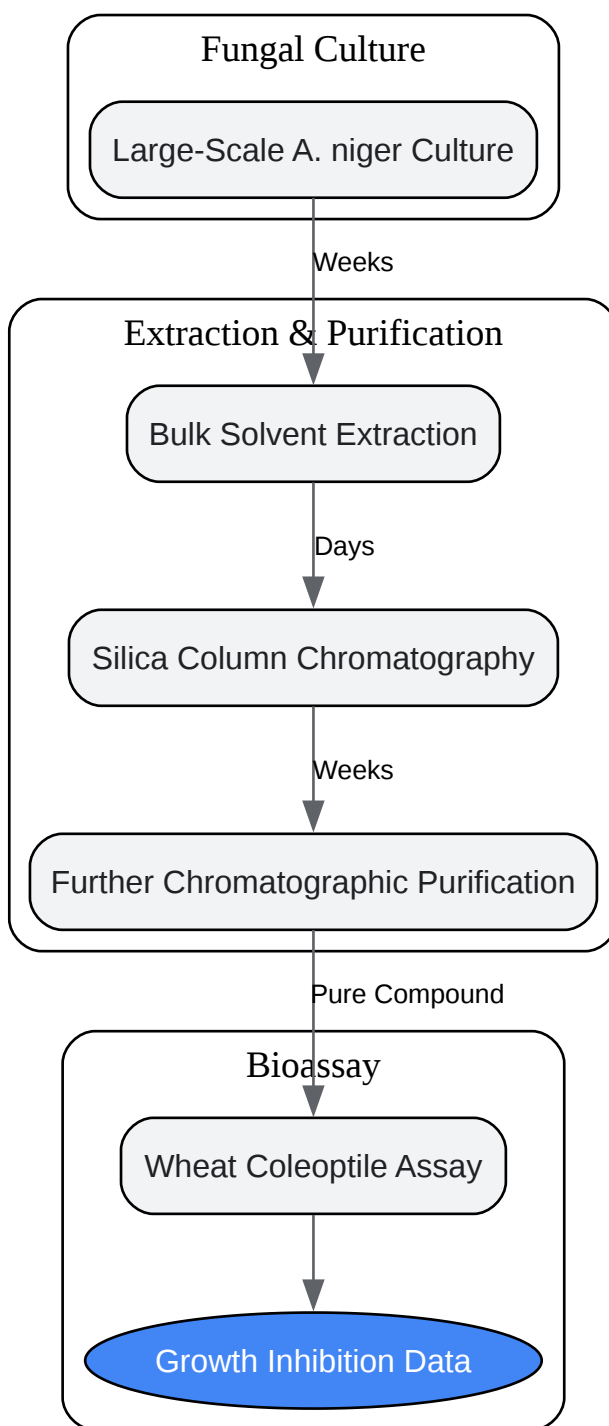 Fungal Culture
Large-Scale A. niger Culture
Weeks
Extraction & Purification
Bulk Solvent Extraction
Days
Silica Column Chromatography
Weeks
Further Chromatographic Purification
Pure Compound
Bioassay
Wheat Coleoptile Assay
Growth Inhibition Data